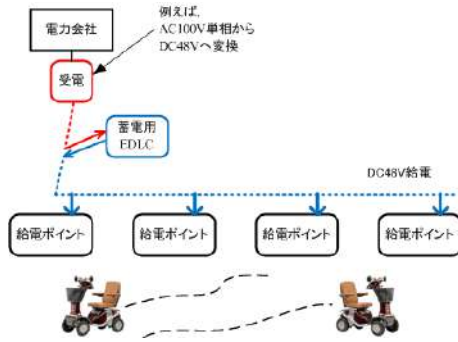 電力会社
例えば,
AC100V単相から
DC48Vへ変換
受電
蓄電用
EDLC
DC48V給電
給電ポイント
給電ポイント
給電ポイント
給電ポイント